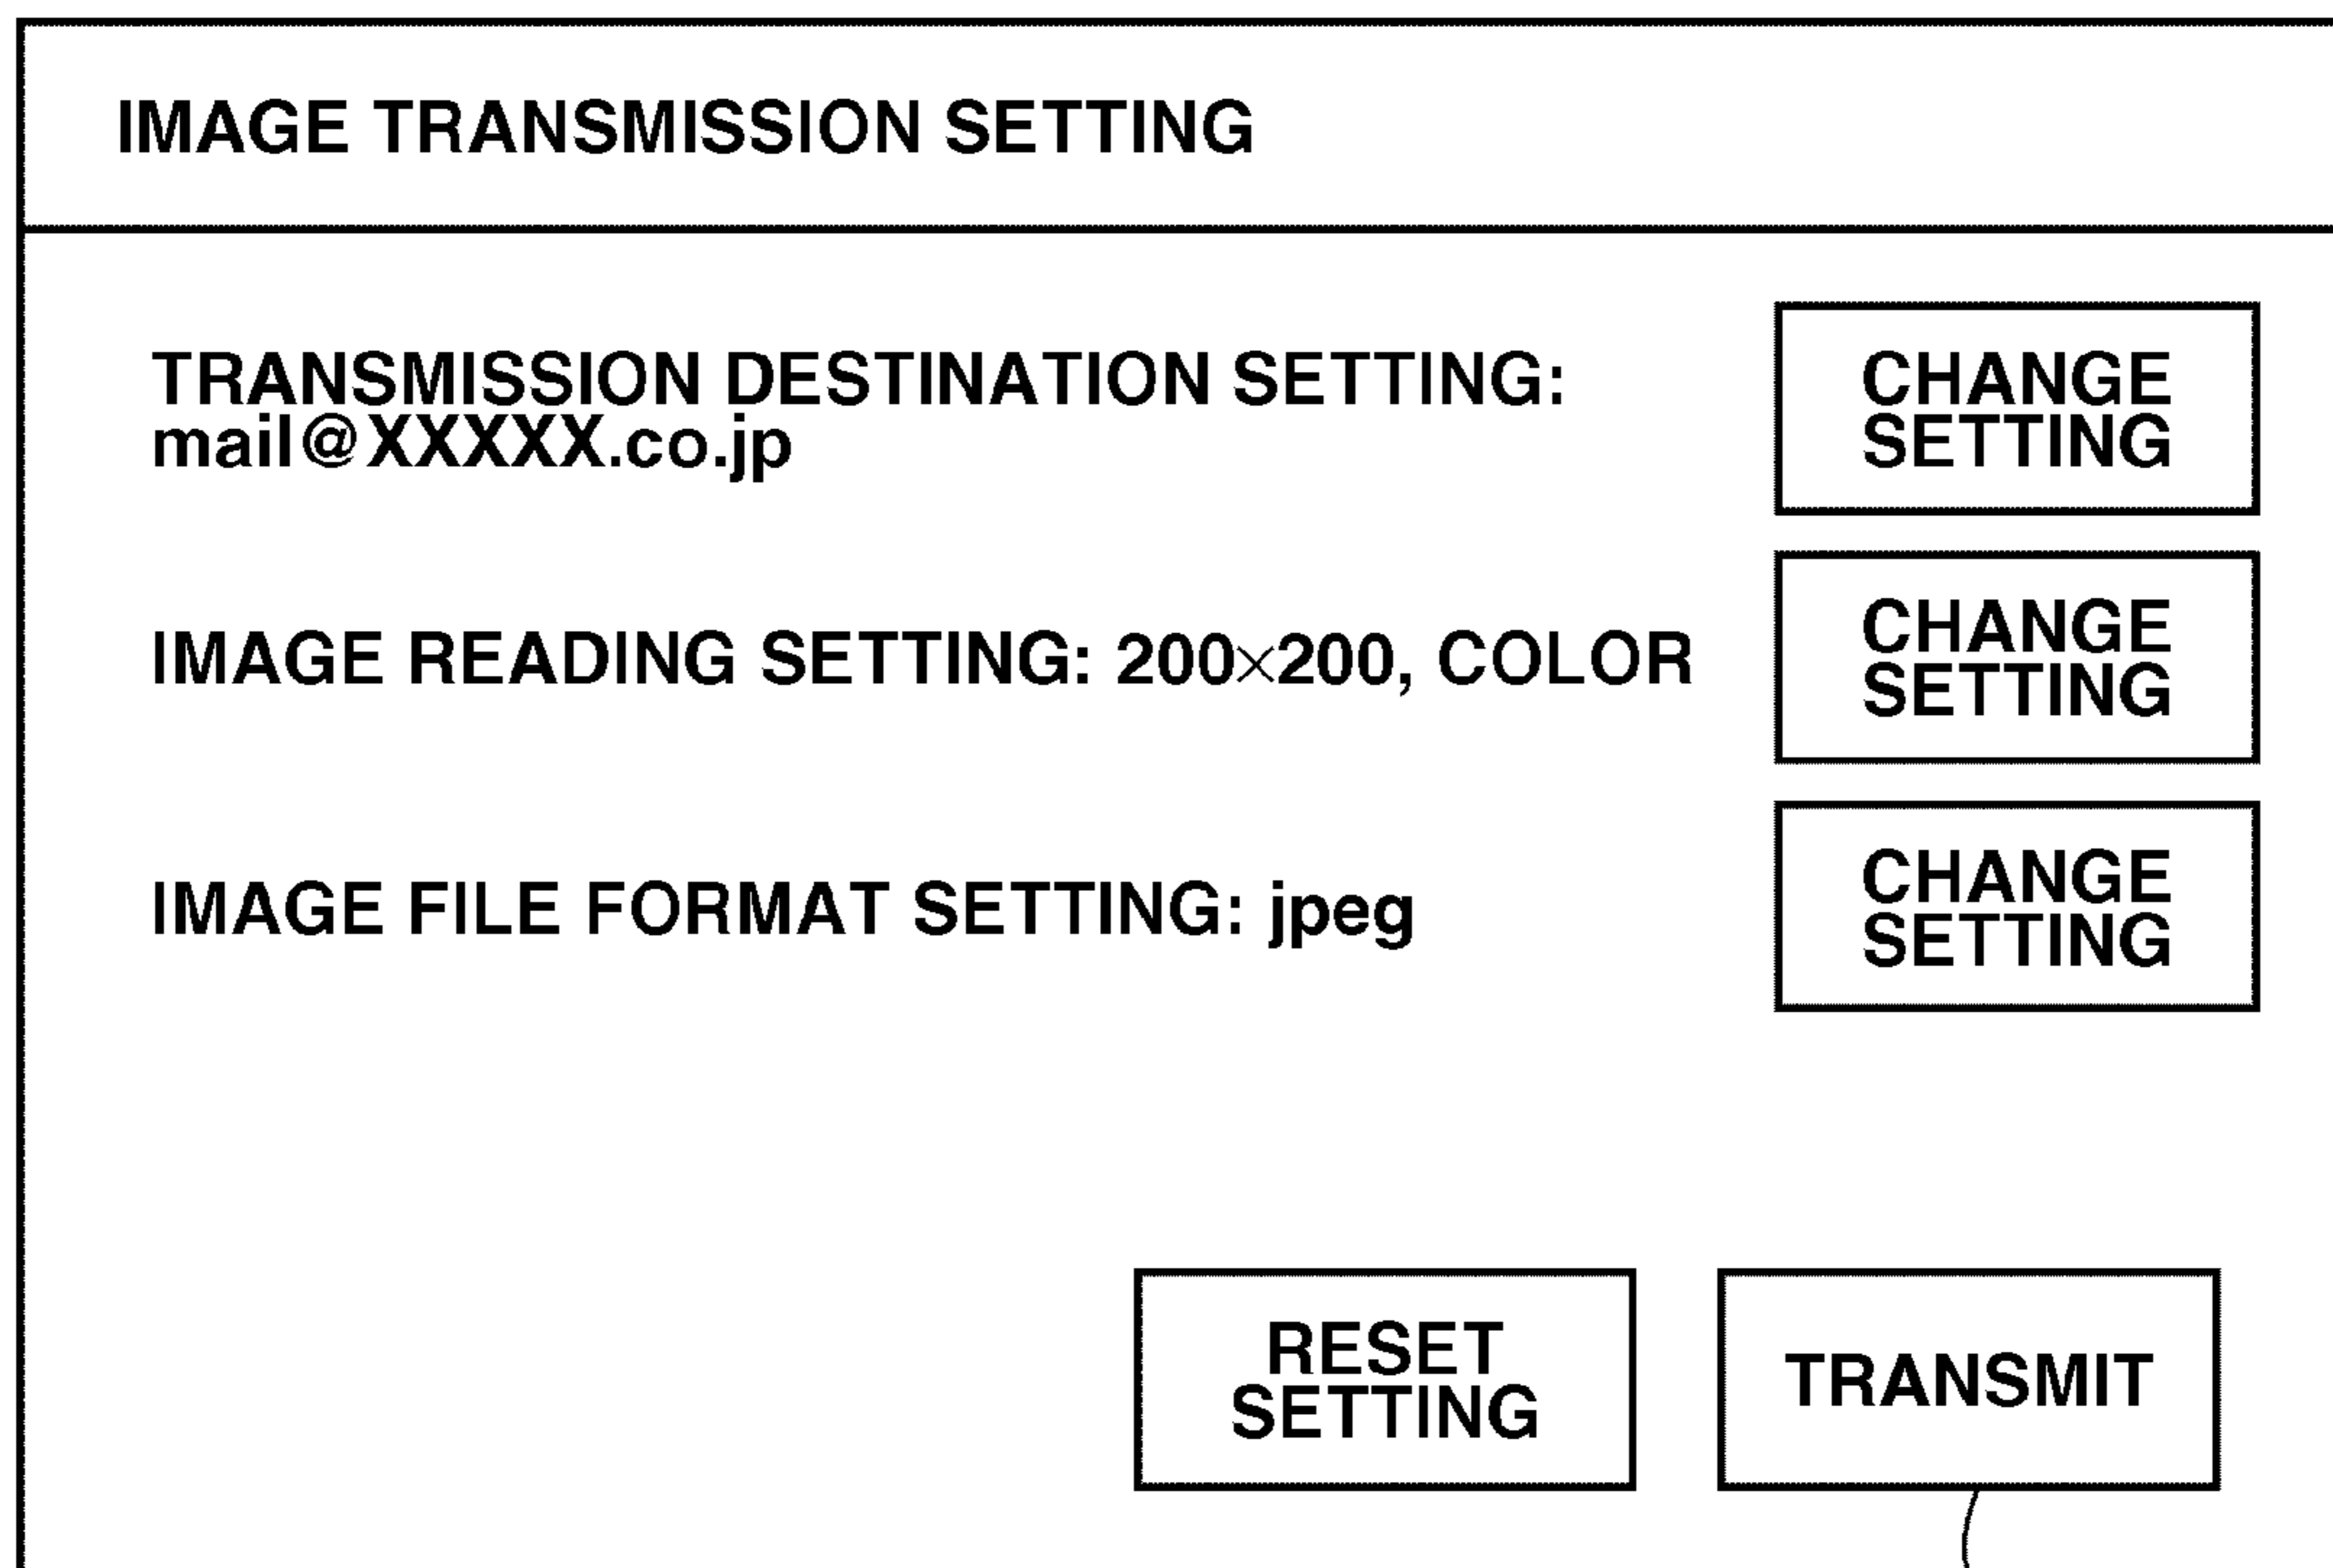 IMAGE TRANSMISSION SETTING
TRANSMISSION DESTINATION SETTING:
mail@XXXXX.co.jp
CHANGE
SETTING
IMAGE READING SETTING: 200×200, COLOR
CHANGE
SETTING
IMAGE FILE FORMAT SETTING: jpeg
CHANGE
SETTING
RESET
SETTING
TRANSMIT